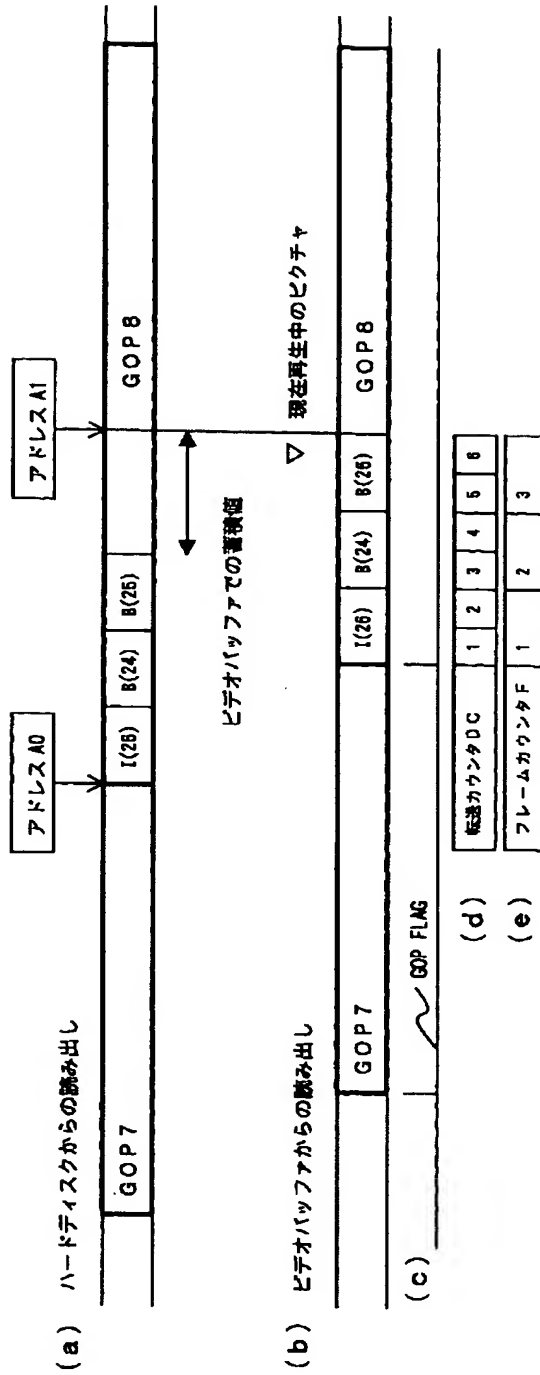 (a) ハードディスクからの読み出し
アドレスA0
アドレスA1
GOP7
I(26)
B(24)
B(25)
GOP8
ビデオバッファでの蓄積値
(b) ビデオバッファからの読み出し
▽ 現在再生中のピクチャ
GOP7
I(26)
B(24)
B(25)
GOP8
(c)
GOP FLAG
(d) 転送カウンタDC 1 2 3 4 5 6
(e) フレームカウンタF 1 2 3